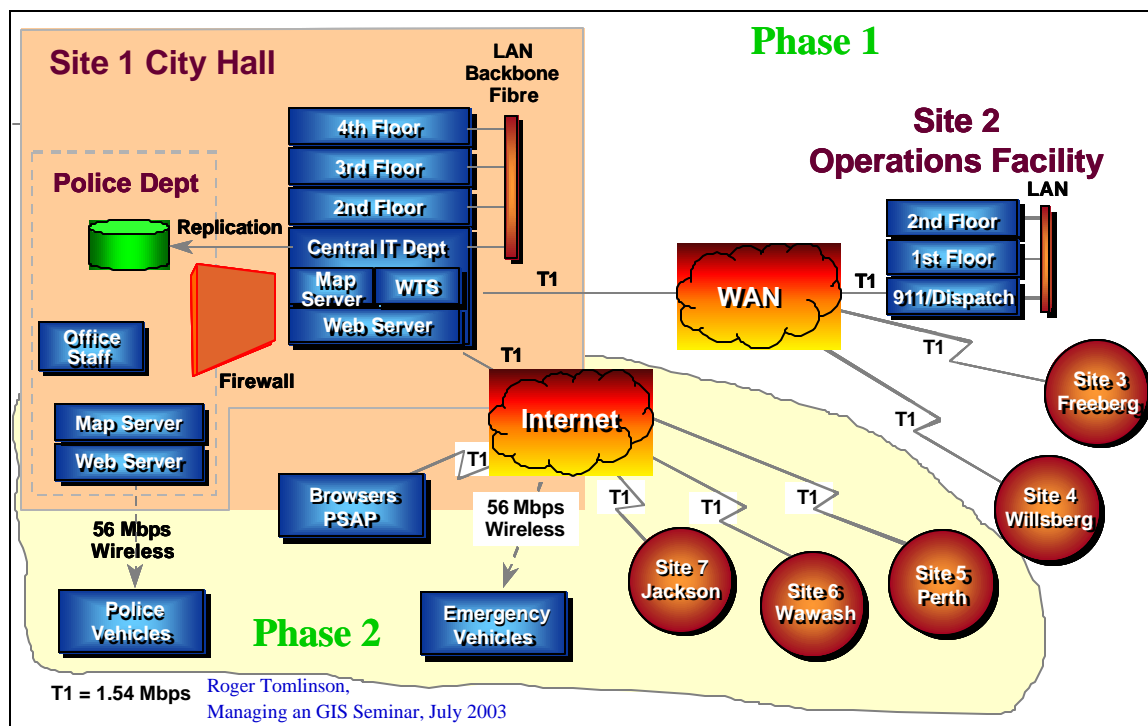 Phase 1
Site 1 City Hall
LAN
Backbone
Fibre
4th Floor
3rd Floor
2nd Floor
Central IT Dept
Map
Server
WTS
Web Server
Police Dept
Replication
Office
Staff
Firewall
Map Server
Web Server
56 Mbps
Wireless
Police
Vehicles
T1
WAN
T1
Site 2
Operations Facility
LAN
2nd Floor
1st Floor
911/Dispatch
T1
Site 3
Freeberg
T1
Site 4
Willsberg
T1
Internet
T1
Browsers
PSAP
56 Mbps
Wireless
Emergency
Vehicles
T1
Site 7
Jackson
T1
Site 6
Wawash
T1
Site 5
Perth
Phase 2
T1 = 1.54 Mbps
Roger Tomlinson,
Managing an GIS Seminar, July 2003